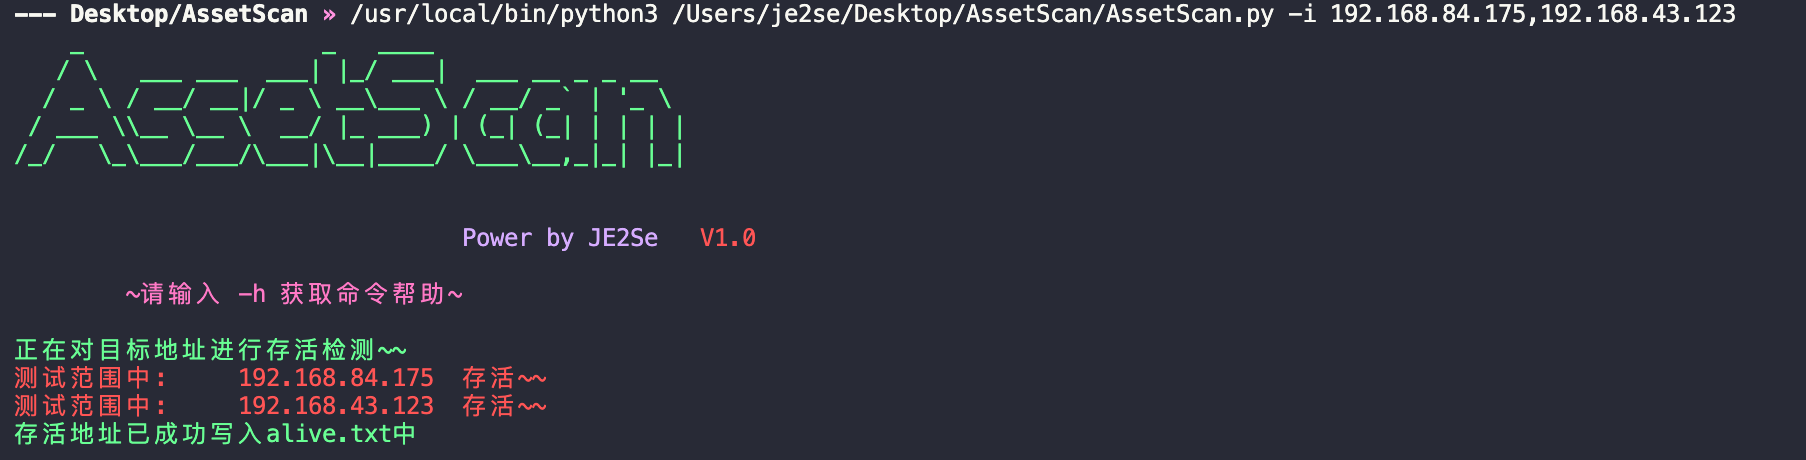 --- Desktop/AssetScan » /usr/local/bin/python3 /Users/je2se/Desktop/AssetScan/AssetScan.py -i 192.168.84.175,192.168.43.123
AssetScan
Power by JE2Se V1.0
~请输入 -h 获取命令帮助~
正在对目标地址进行存活检测~~
测试范围中: 192.168.84.175 存活~~
测试范围中: 192.168.43.123 存活~~
存活地址已成功写入alive.txt中